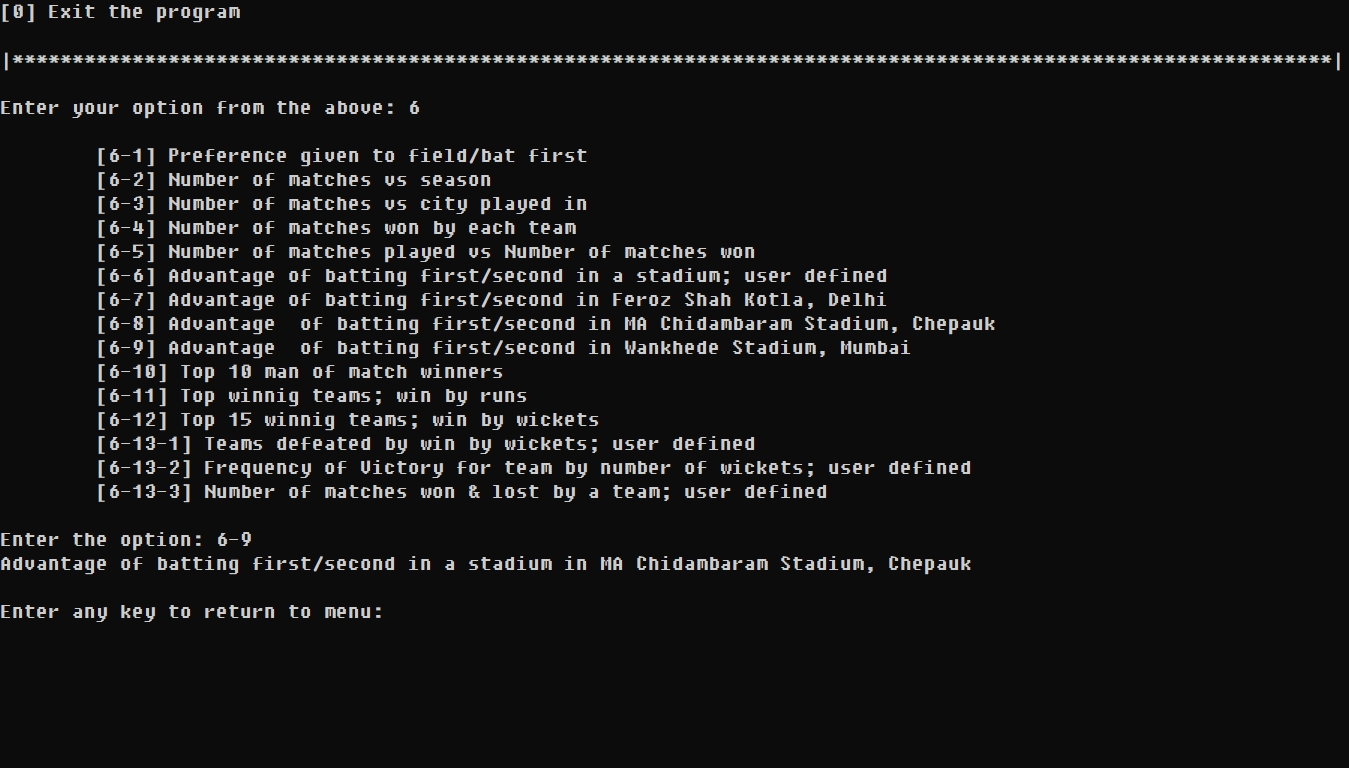 [0] Exit the program
|**************************************************************************************************************|
Enter your option from the above: 6
[6-1] Preference given to field/bat first
[6-2] Number of matches vs season
[6-3] Number of matches vs city played in
[6-4] Number of matches won by each team
[6-5] Number of matches played vs Number of matches won
[6-6] Advantage of batting first/second in a stadium; user defined
[6-7] Advantage of batting first/second in Feroz Shah Kotla, Delhi
[6-8] Advantage  of batting first/second in MA Chidambaram Stadium, Chepauk
[6-9] Advantage  of batting first/second in Wankhede Stadium, Mumbai
[6-10] Top 10 man of match winners
[6-11] Top winnig teams; win by runs
[6-12] Top 15 winnig teams; win by wickets
[6-13-1] Teams defeated by win by wickets; user defined
[6-13-2] Frequency of Victory for team by number of wickets; user defined
[6-13-3] Number of matches won & lost by a team; user defined
Enter the option: 6-9
Advantage of batting first/second in a stadium in MA Chidambaram Stadium, Chepauk
Enter any key to return to menu: